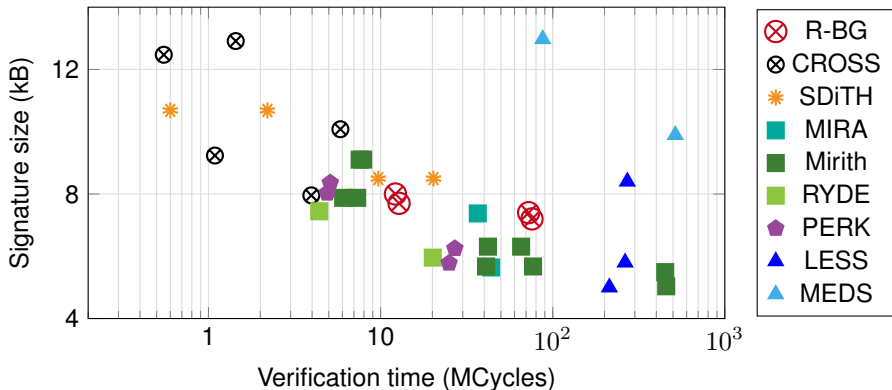 12
8
4
Signature size (kB)
1
10
10²
10³
Verification time (MCycles)
R-BG
CROSS
SDiTH
MIRA
Mirith
RYDE
PERK
LESS
MEDS